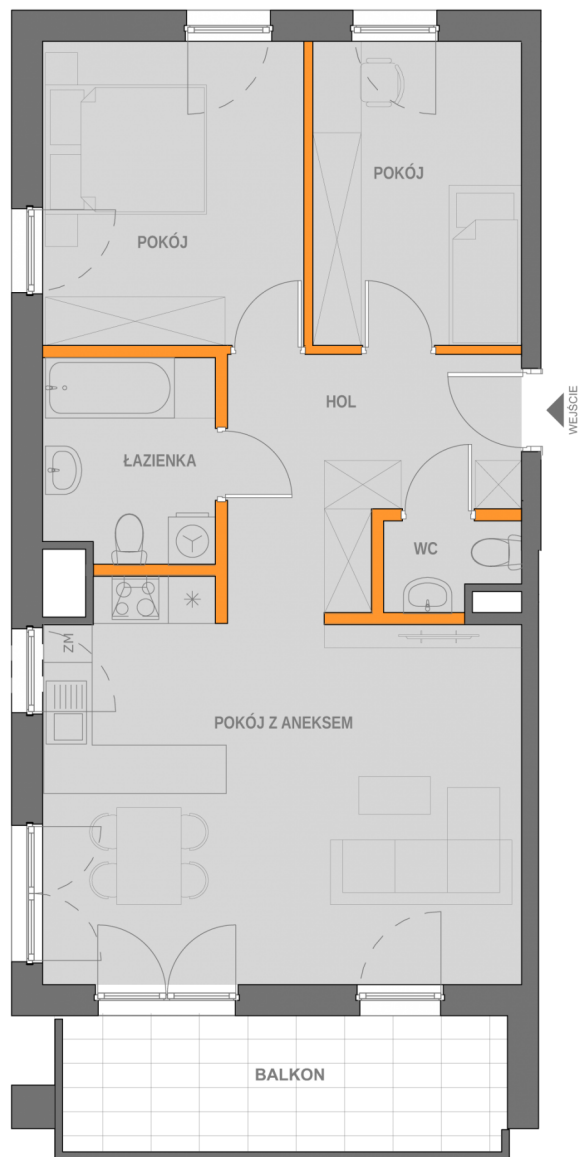 POKÓJ
POKÓJ
HOL
WEJŚCIE
ŁAZIENKA
WC
ZM
POKÓJ Z ANEKSEM
BALKON